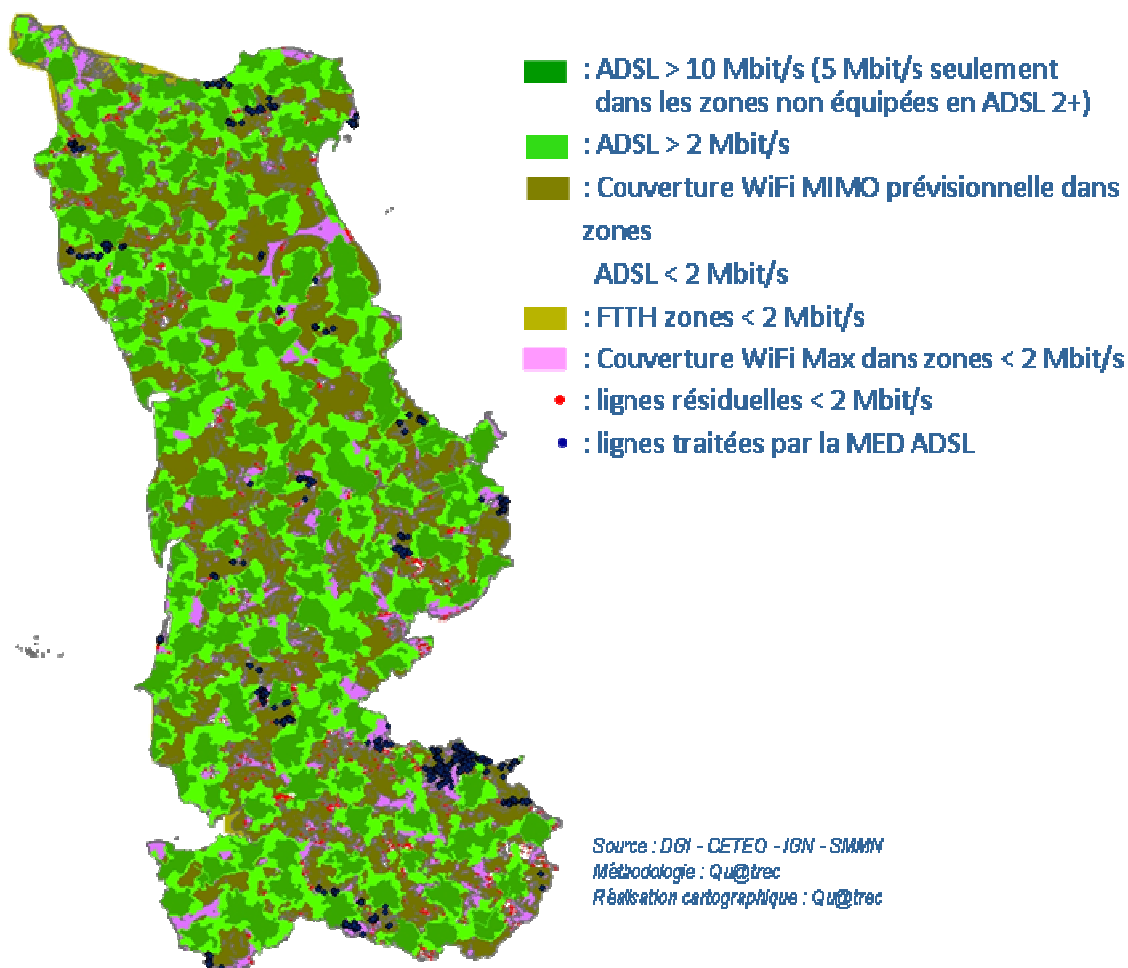 : ADSL > 10 Mbit/s (5 Mbit/s seulement
dans les zones non équipées en ADSL 2+)
: ADSL > 2 Mbit/s
: Couverture WiFi MIMO prévisionnelle dans
zones
ADSL < 2 Mbit/s
: FTTH zones < 2 Mbit/s
: Couverture WiFi Max dans zones < 2 Mbit/s
: lignes résiduelles < 2 Mbit/s
: lignes traitées par la MED ADSL
Source : DGI - CETEO - IGN - SMMN
Méthodologie : Qu@trec
Réalisation cartographique : Qu@trec